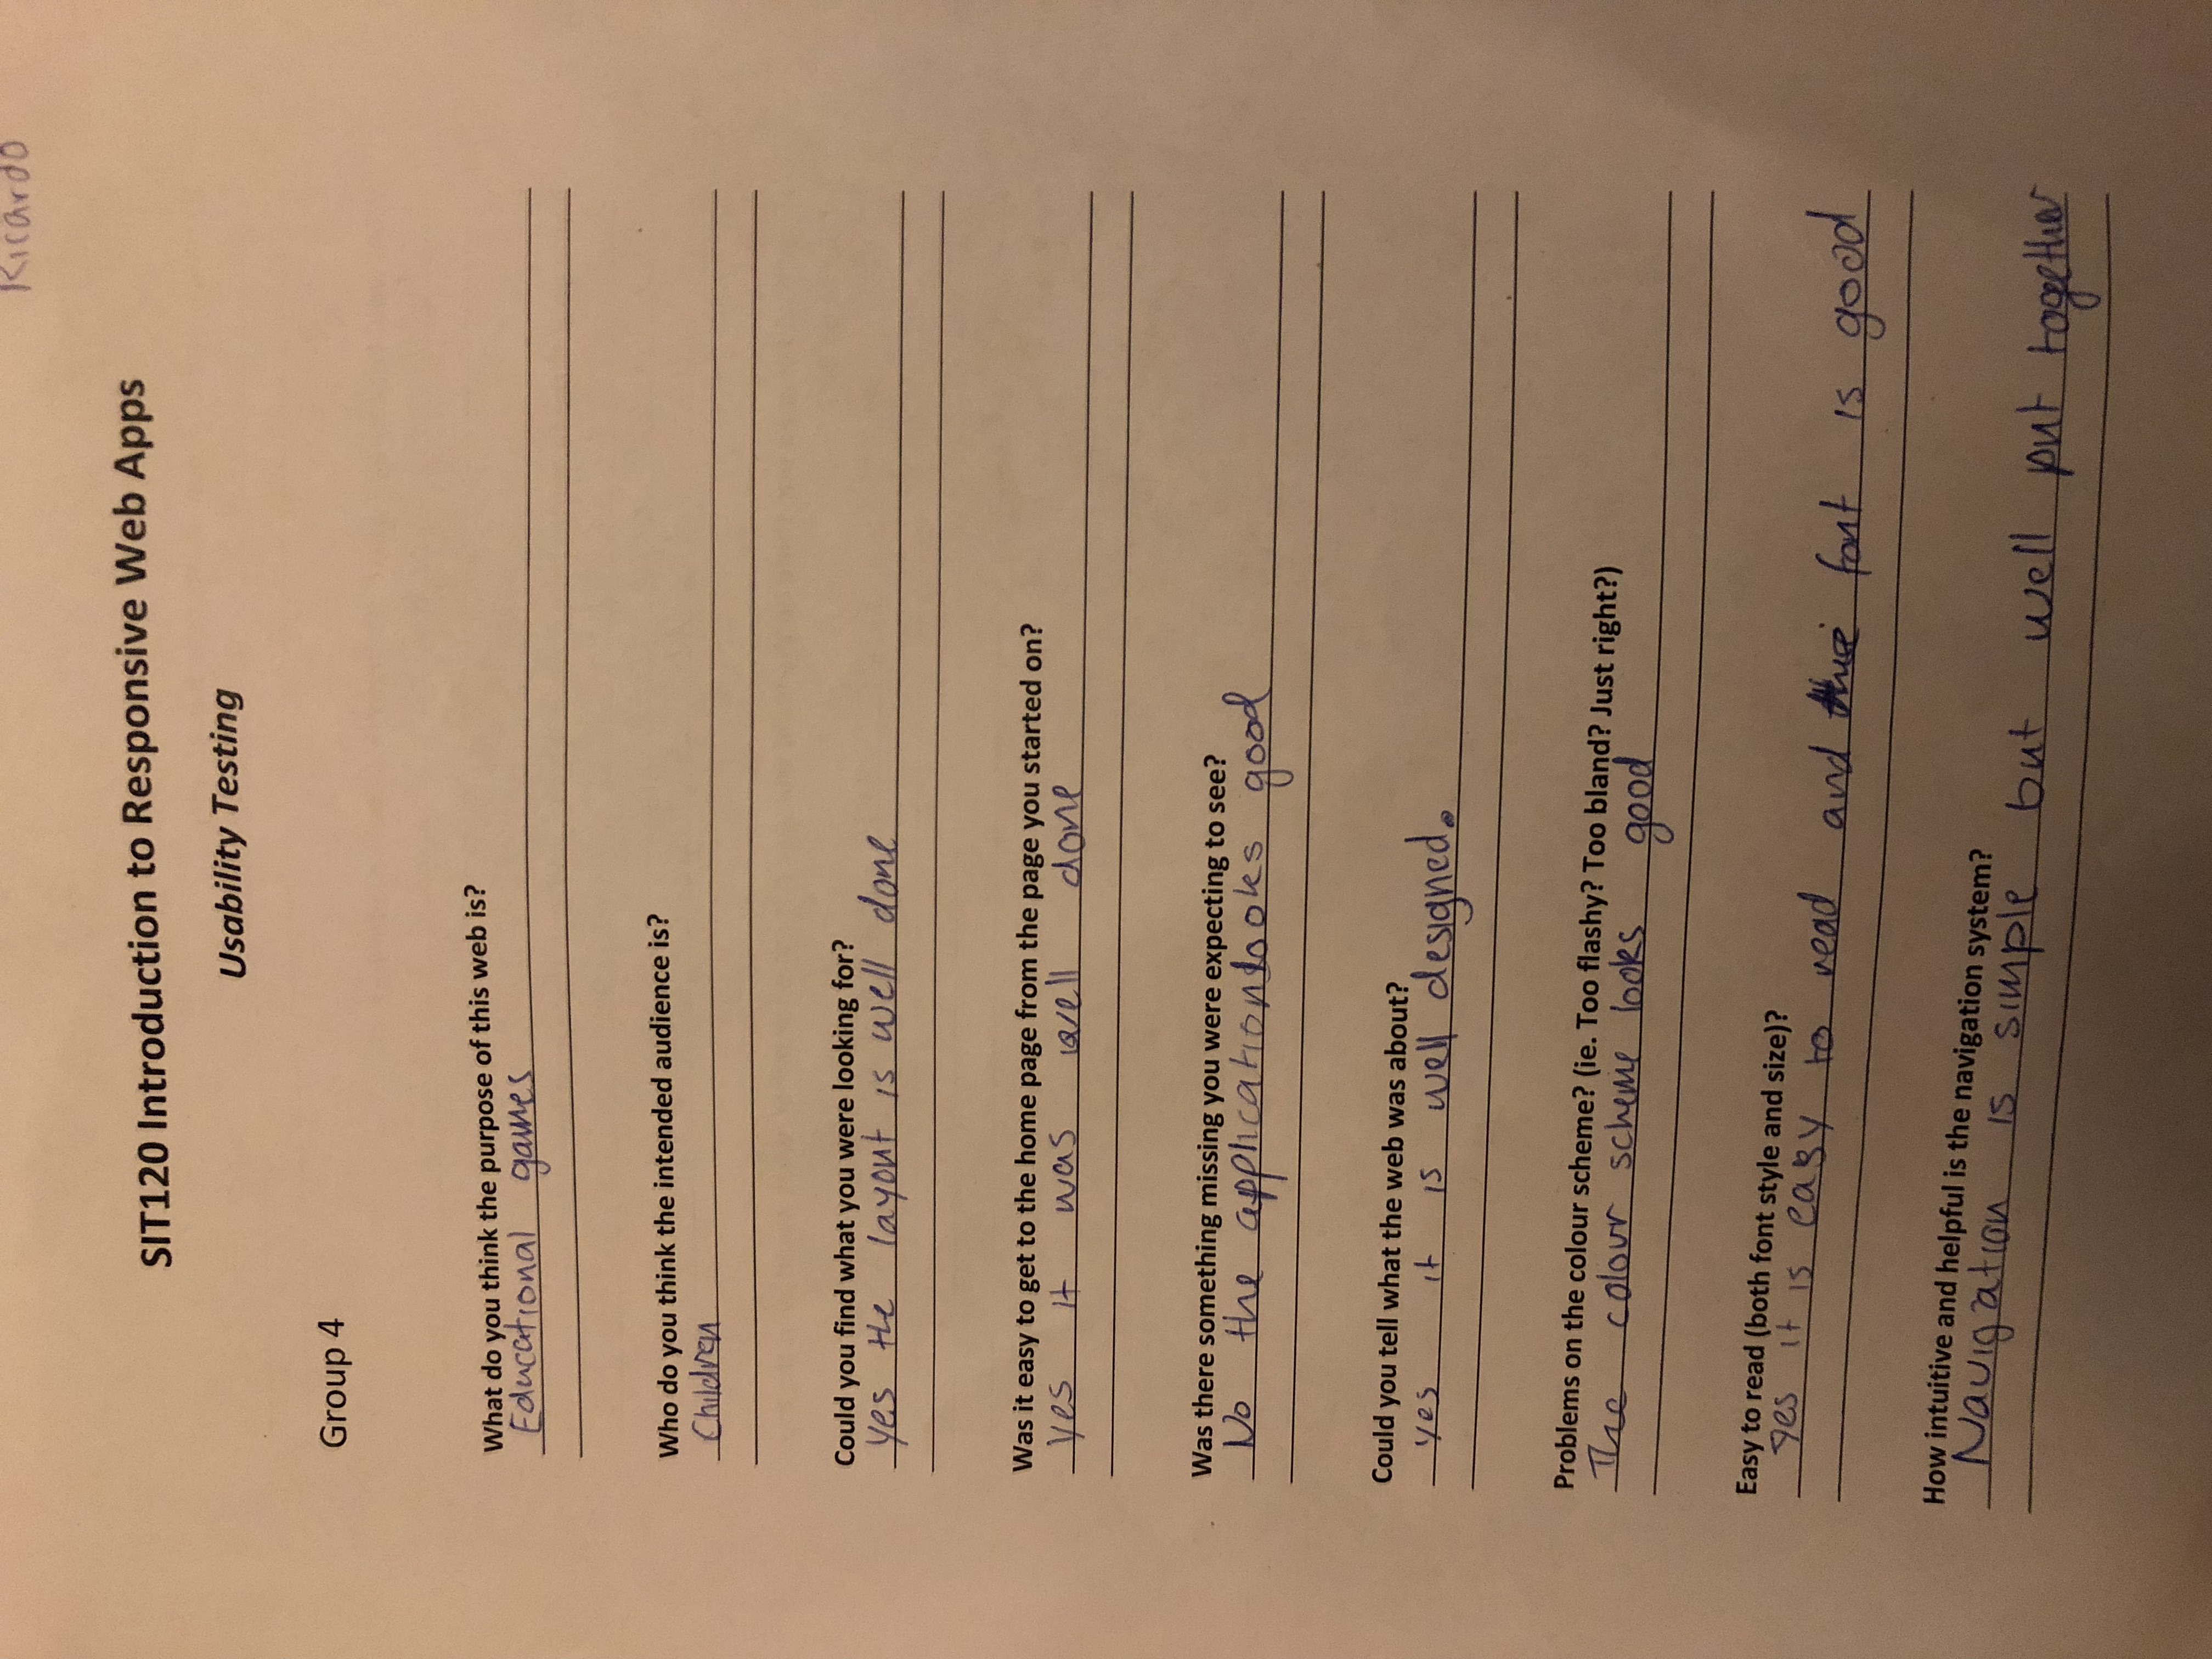 Ricardo
SIT120 Introduction to Responsive Web Apps
Usability Testing
Group 4
What do you think the purpose of this web is?
Educational games
Who do you think the intended audience is?
Children
Could you find what you were looking for?
yes the layout is well done
Was it easy to get to the home page from the page you started on?
yes it was well done
Was there something missing you were expecting to see?
No the application looks good
Could you tell what the web was about?
yes it is well designed.
Problems on the colour scheme? (ie. Too flashy? Too bland? Just right?)
The colour scheme looks good
Easy to read (both font style and size)?
yes it is easy to read and font is good
How intuitive and helpful is the navigation system?
Navigation is simple but well put together